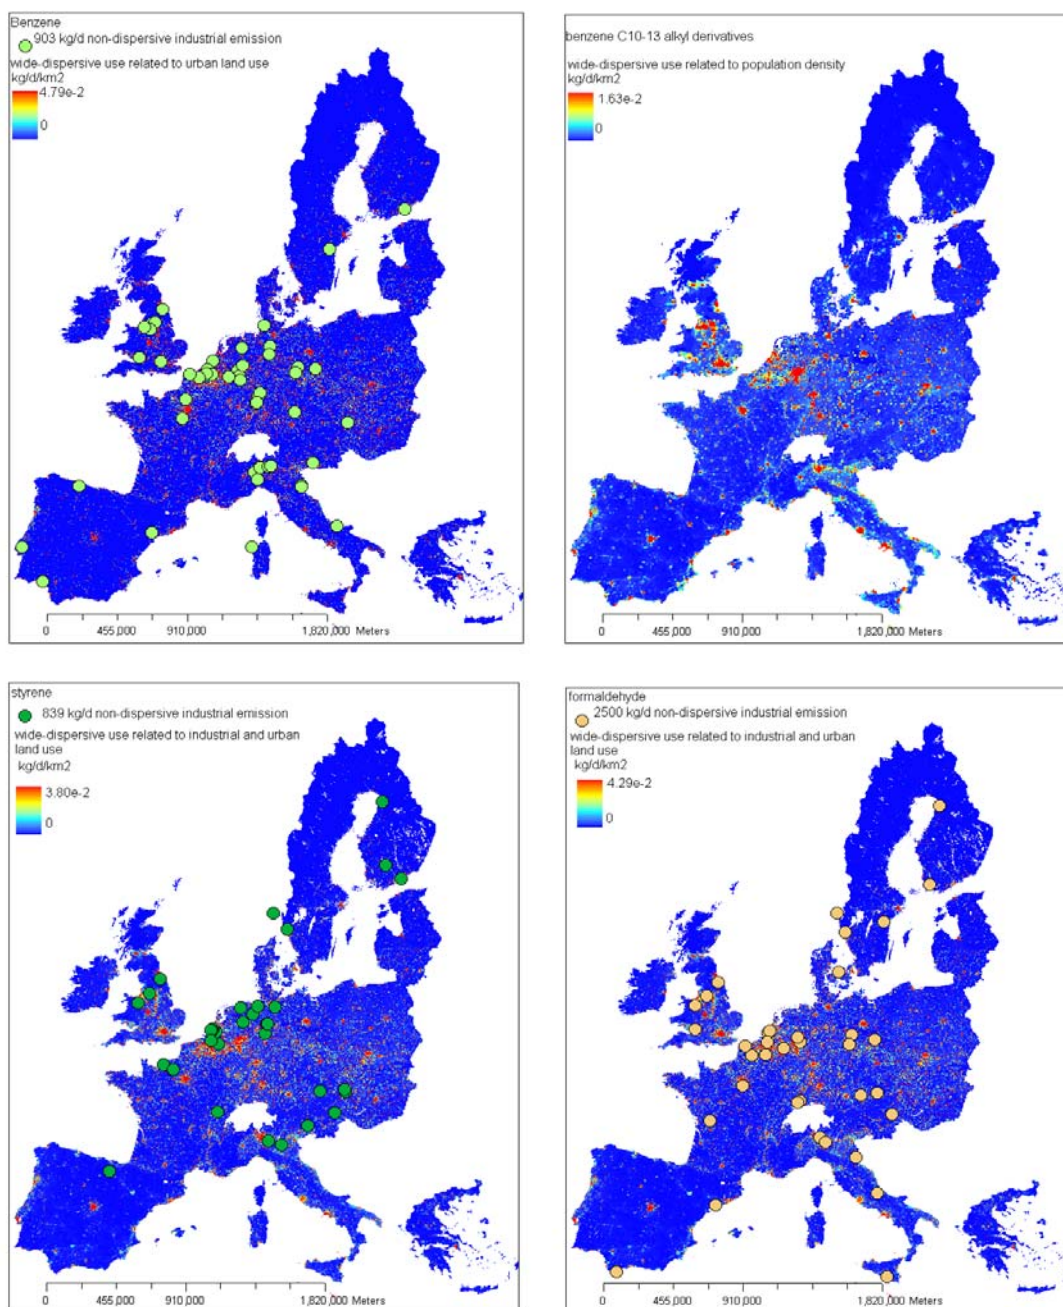 Benzene
903 kg/d non-dispersive industrial emission
wide-dispersive use related to urban land use
kg/d/km2
4.79e-2
0
0 455,000 910,000 1,820,000 Meters
benzene C10-13 alkyl derivatives
wide-dispersive use related to population density
kg/d/km2
1.63e-2
0
0 455,000 910,000 1,820,000 Meters
styrene
839 kg/d non-dispersive industrial emission
wide-dispersive use related to industrial and urban
land use
kg/d/km2
3.80e-2
0
0 455,000 910,000 1,820,000 Meters
formaldehyde
2500 kg/d non-dispersive industrial emission
wide-dispersive use related to industrial and urban
land use
kg/d/km2
4.29e-2
0
0 455,000 910,000 1,820,000 Meters